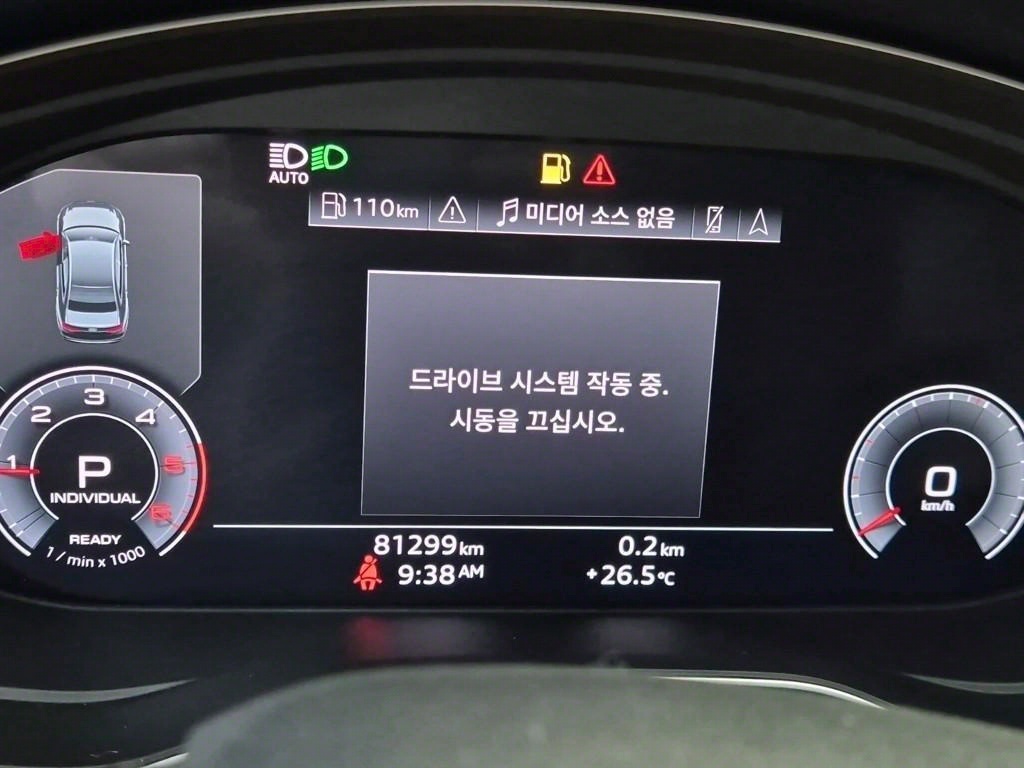 AUTO
110km
미디어 소스 없음
드라이브 시스템 작동 중.
시동을 끄십시오.
1 2 3 4 5 6
P
INDIVIDUAL
READY
1 / min x 1000
0
km/h
81299km
0.2km
9:38AM
+26.5°C